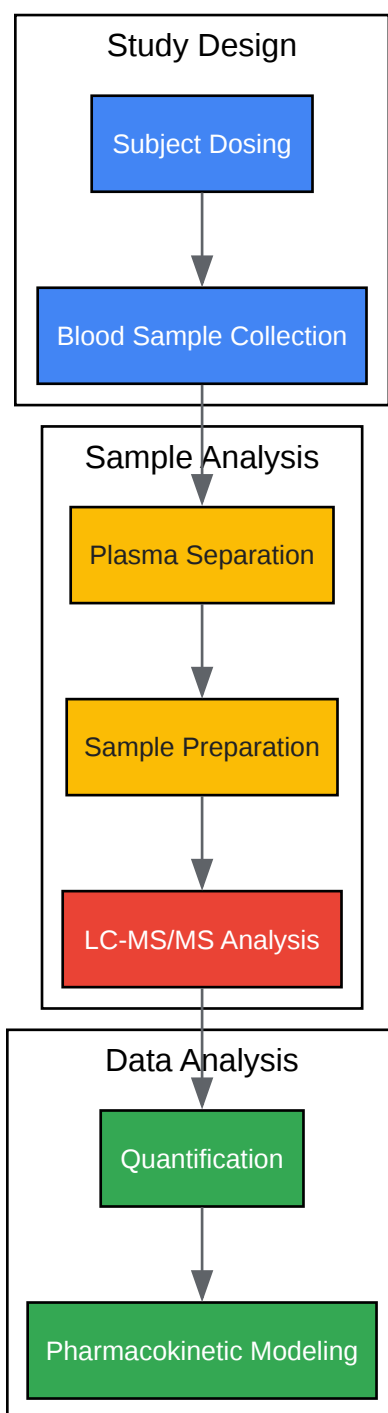 Study Design
Subject Dosing
Blood Sample Collection
Sample Analysis
Plasma Separation
Sample Preparation
LC-MS/MS Analysis
Data Analysis
Quantification
Pharmacokinetic Modeling